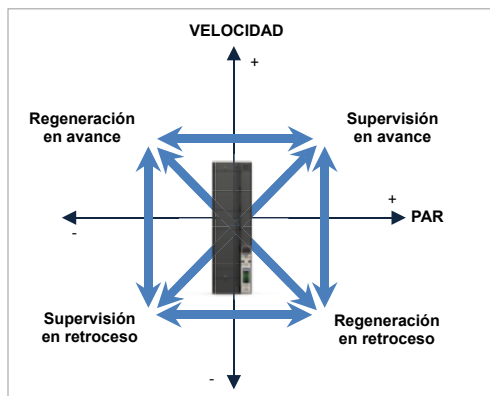 VELOCIDAD
+
Regeneración
en avance
Supervisión
en avance
+
-
PAR
Supervisión
en retroceso
Regeneración
en retroceso
-